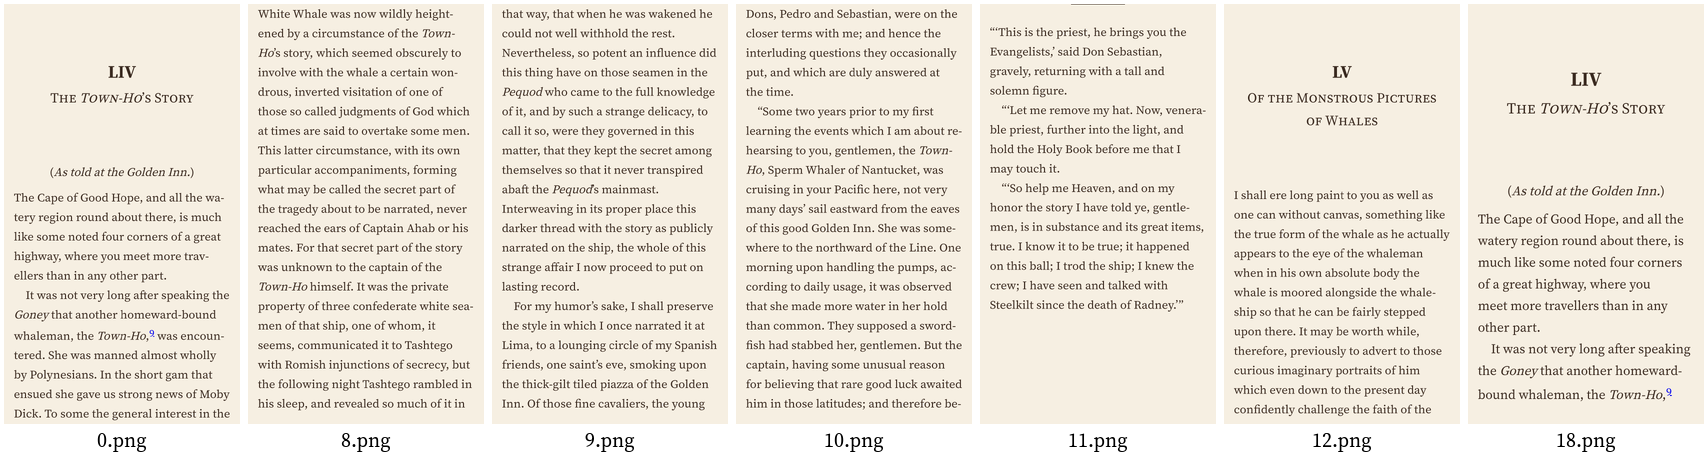 LIV
The Town-Ho’s Story
(As told at the Golden Inn.)
The Cape of Good Hope, and all the wa-
tery region round about there, is much
like some noted four corners of a great
highway, where you meet more trav-
ellers than in any other part.
It was not very long after speaking the
Goney that another homeward-bound
whaleman, the Town-Ho,9 was encoun-
tered. She was manned almost wholly
by Polynesians. In the short gam that
ensued she gave us strong news of Moby
Dick. To some the general interest in the
0.png
White Whale was now wildly height-
ened by a circumstance of the Town-
Ho’s story, which seemed obscurely to
involve with the whale a certain won-
drous, inverted visitation of one of
those so called judgments of God which
at times are said to overtake some men.
This latter circumstance, with its own
particular accompaniments, forming
what may be called the secret part of
the tragedy about to be narrated, never
reached the ears of Captain Ahab or his
mates. For that secret part of the story
was unknown to the captain of the
Town-Ho himself. It was the private
property of three confederate white sea-
men of that ship, one of whom, it
seems, communicated it to Tashtego
with Romish injunctions of secrecy, but
the following night Tashtego rambled in
his sleep, and revealed so much of it in
8.png
that way, that when he was wakened he
could not well withhold the rest.
Nevertheless, so potent an influence did
this thing have on those seamen in the
Pequod who came to the full knowledge
of it, and by such a strange delicacy, to
call it so, were they governed in this
matter, that they kept the secret among
themselves so that it never transpired
abaft the Pequod’s mainmast.
Interweaving in its proper place this
darker thread with the story as publicly
narrated on the ship, the whole of this
strange affair I now proceed to put on
lasting record.
For my humor’s sake, I shall preserve
the style in which I once narrated it at
Lima, to a lounging circle of my Spanish
friends, one saint’s eve, smoking upon
the thick-gilt tiled piazza of the Golden
Inn. Of those fine cavaliers, the young
9.png
Dons, Pedro and Sebastian, were on the
closer terms with me; and hence the
interluding questions they occasionally
put, and which are duly answered at
the time.
“Some two years prior to my first
learning the events which I am about re-
hearsing to you, gentlemen, the Town-
Ho, Sperm Whaler of Nantucket, was
cruising in your Pacific here, not very
many days’ sail eastward from the eaves
of this good Golden Inn. She was some-
where to the northward of the Line. One
morning upon handling the pumps, ac-
cording to daily usage, it was observed
that she made more water in her hold
than common. They supposed a sword-
fish had stabbed her, gentlemen. But the
captain, having some unusual reason
for believing that rare good luck awaited
him in those latitudes; and therefore be-
10.png
“‘This is the priest, he brings you the
Evangelists,’ said Don Sebastian,
gravely, returning with a tall and
solemn figure.
“‘Let me remove my hat. Now, venera-
ble priest, further into the light, and
hold the Holy Book before me that I
may touch it.
“‘So help me Heaven, and on my
honor the story I have told ye, gentle-
men, is in substance and its great items,
true. I know it to be true; it happened
on this ball; I trod the ship; I knew the
crew; I have seen and talked with
Steelkilt since the death of Radney.’”
11.png
LV
Of the Monstrous Pictures
of Whales
I shall ere long paint to you as well as
one can without canvas, something like
the true form of the whale as he actually
appears to the eye of the whaleman
when in his own absolute body the
whale is moored alongside the whale-
ship so that he can be fairly stepped
upon there. It may be worth while,
therefore, previously to advert to those
curious imaginary portraits of him
which even down to the present day
confidently challenge the faith of the
12.png
LIV
The Town-Ho’s Story
(As told at the Golden Inn.)
The Cape of Good Hope, and all the
watery region round about there, is
much like some noted four corners
of a great highway, where you
meet more travellers than in any
other part.
It was not very long after speaking
the Goney that another homeward-
bound whaleman, the Town-Ho,9
18.png